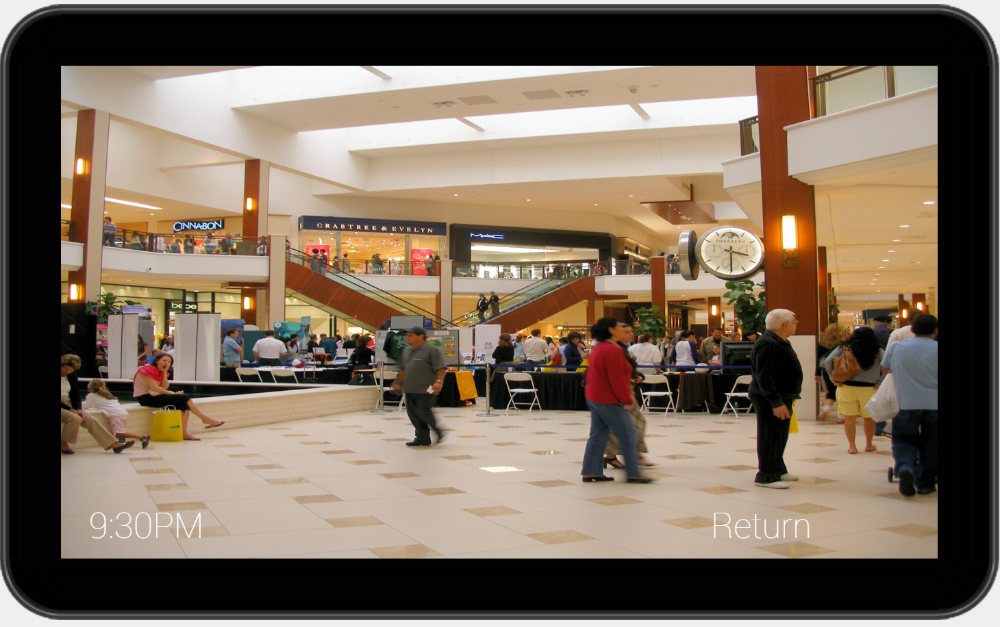 CINNABON
CRABTREE & EVELYN
MAC
TOURNEAU
bebe
9:30PM
Return